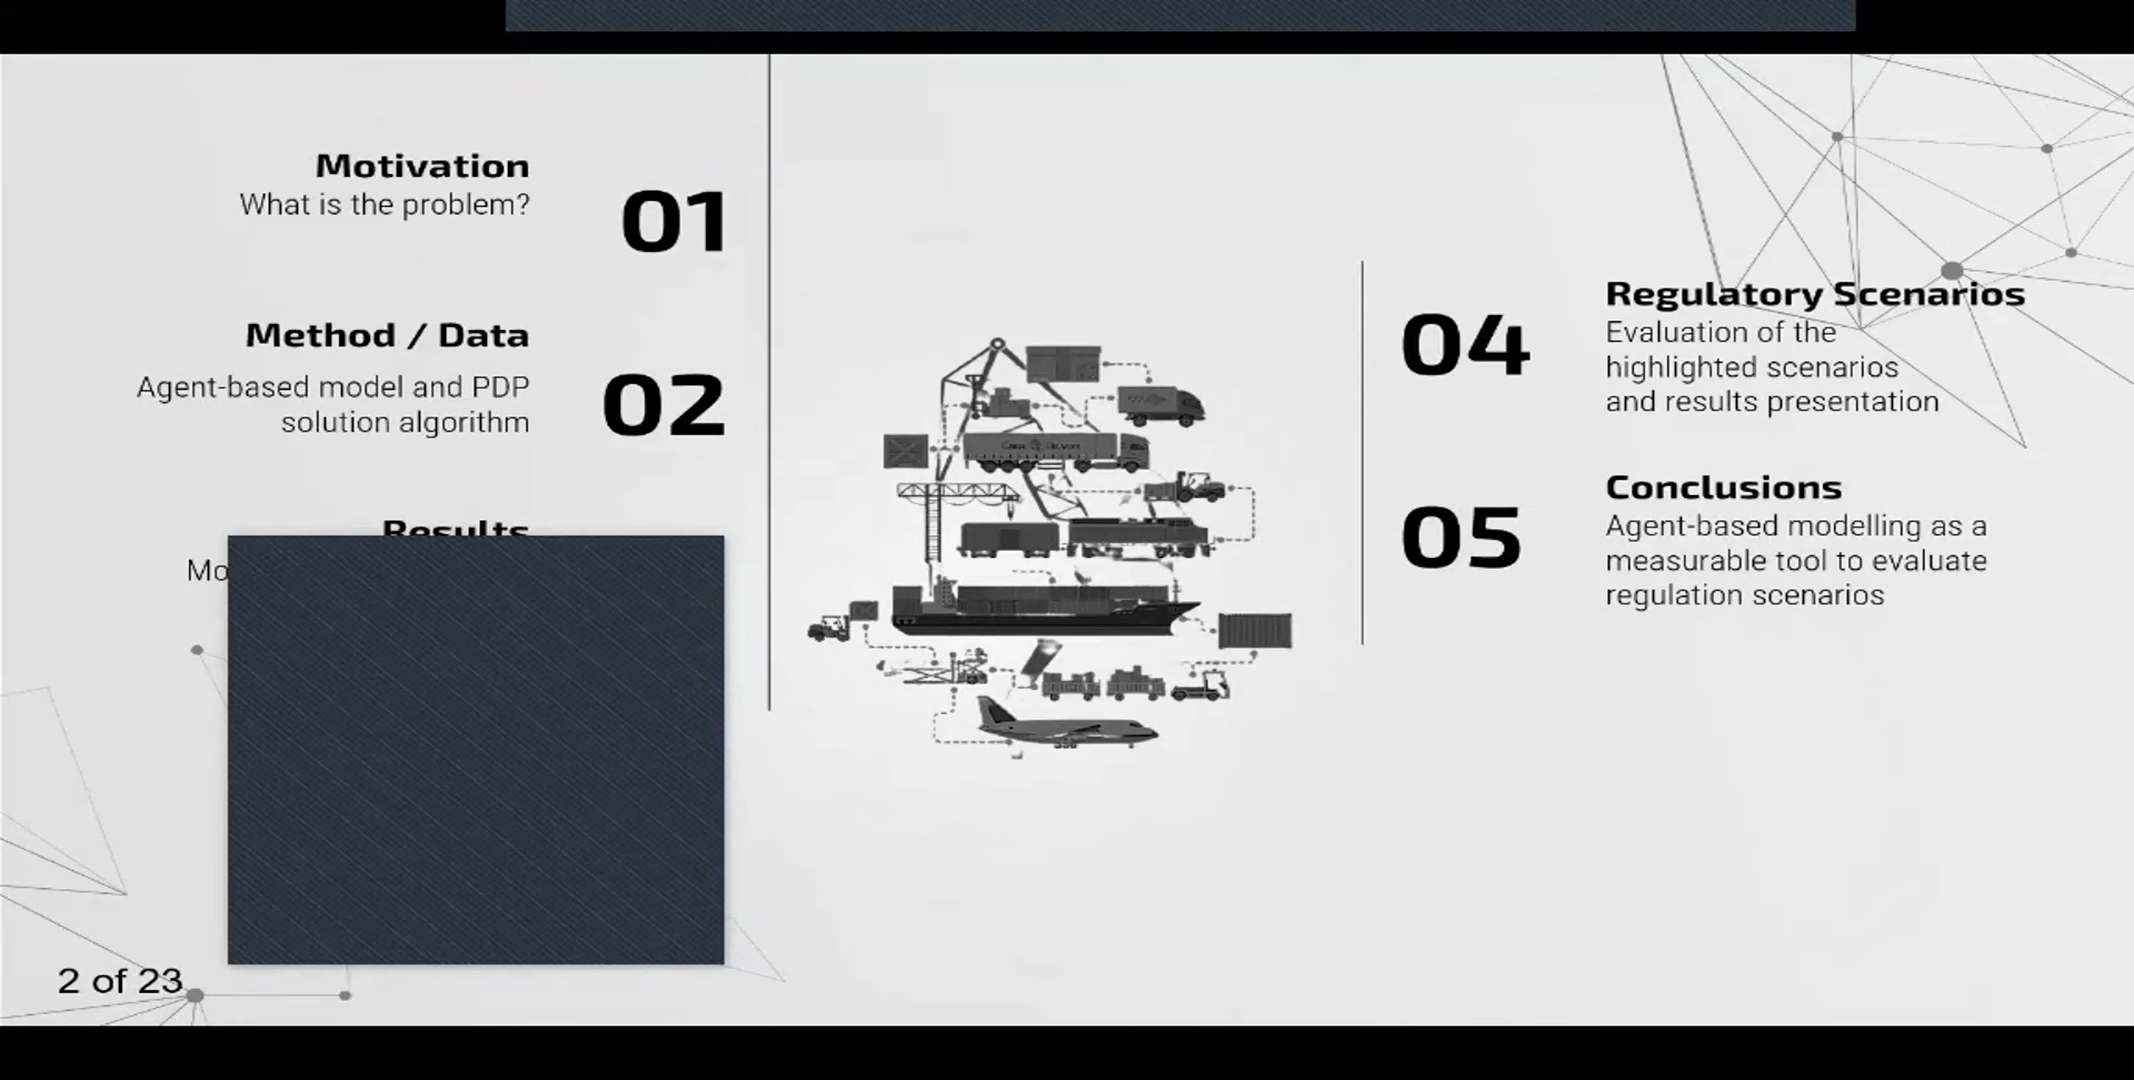 Motivation
What is the problem?
01
Method / Data
Agent-based model and PDP
solution algorithm
02
Results
04
Regulatory Scenarios
Evaluation of the
highlighted scenarios
and results presentation
05
Conclusions
Agent-based modelling as a
measurable tool to evaluate
regulation scenarios
2 of 23